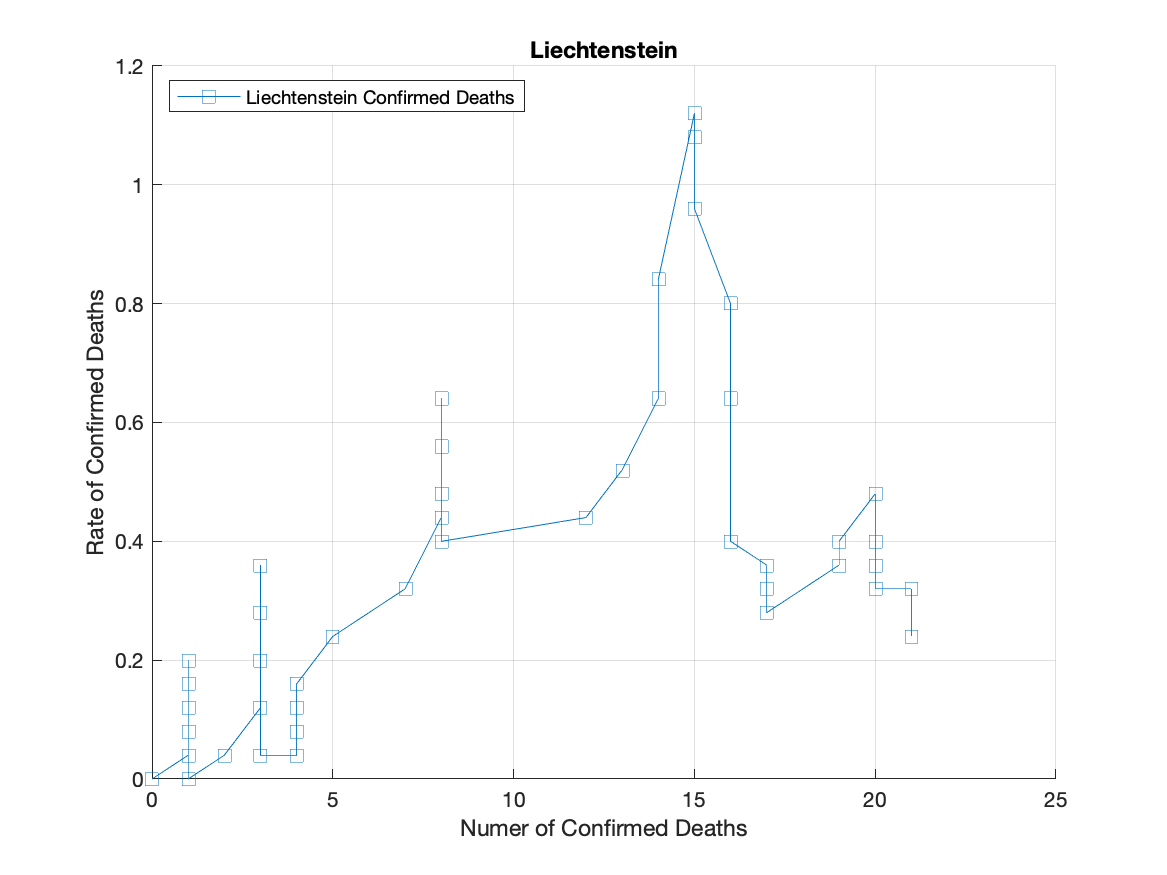 Liechtenstein
Liechtenstein Confirmed Deaths
1.2
1
0.8
0.6
0.4
0.2
0
Rate of Confirmed Deaths
0 5 10 15 20 25
Numer of Confirmed Deaths